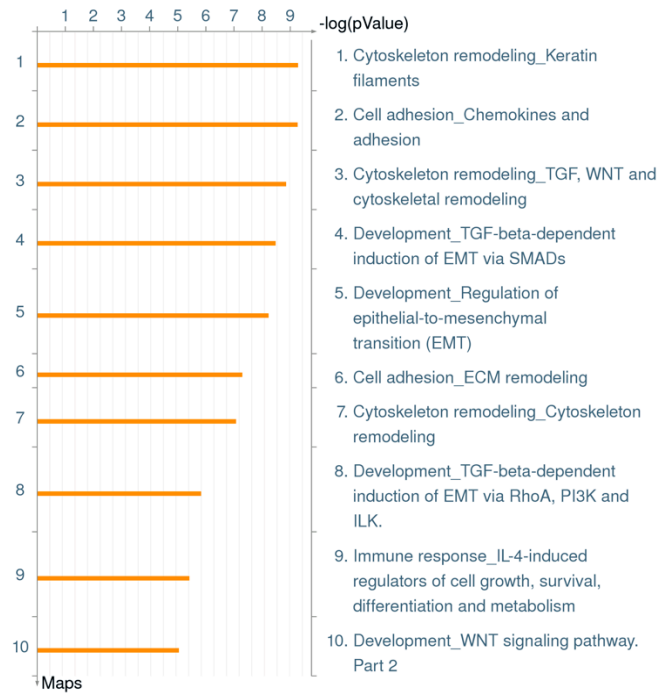 1 2 3 4 5 6 7 8 9
-log(pValue)
1
1. Cytoskeleton remodeling_Keratin
filaments
2
2. Cell adhesion_Chemokines and
adhesion
3
3. Cytoskeleton remodeling_TGF, WNT and
cytoskeletal remodeling
4
4. Development_TGF-beta-dependent
induction of EMT via SMADs
5
5. Development_Regulation of
epithelial-to-mesenchymal
transition (EMT)
6
6. Cell adhesion_ECM remodeling
7
7. Cytoskeleton remodeling_Cytoskeleton
remodeling
8
8. Development_TGF-beta-dependent
induction of EMT via RhoA, PI3K and
ILK.
9
9. Immune response_IL-4-induced
regulators of cell growth, survival,
differentiation and metabolism
10
10. Development_WNT signaling pathway.
Part 2
Maps